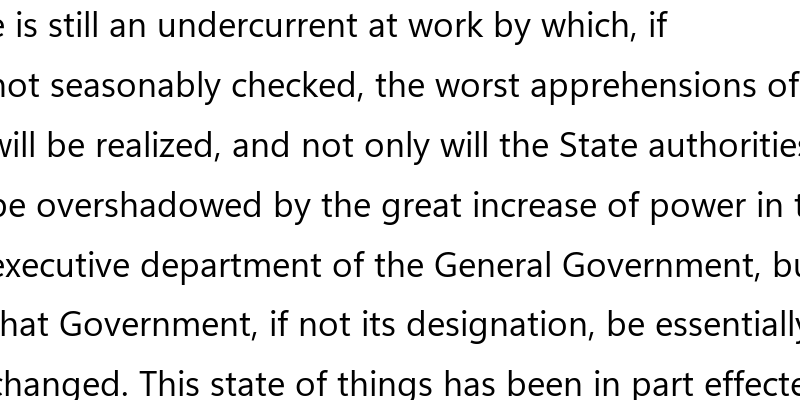 is still an undercurrent at work by which, if
not seasonably checked, the worst apprehensions of
will be realized, and not only will the State authorities
be overshadowed by the great increase of power in
executive department of the General Government,
hat Government, if not its designation, be essentially
changed. This state of things has been in part effecte